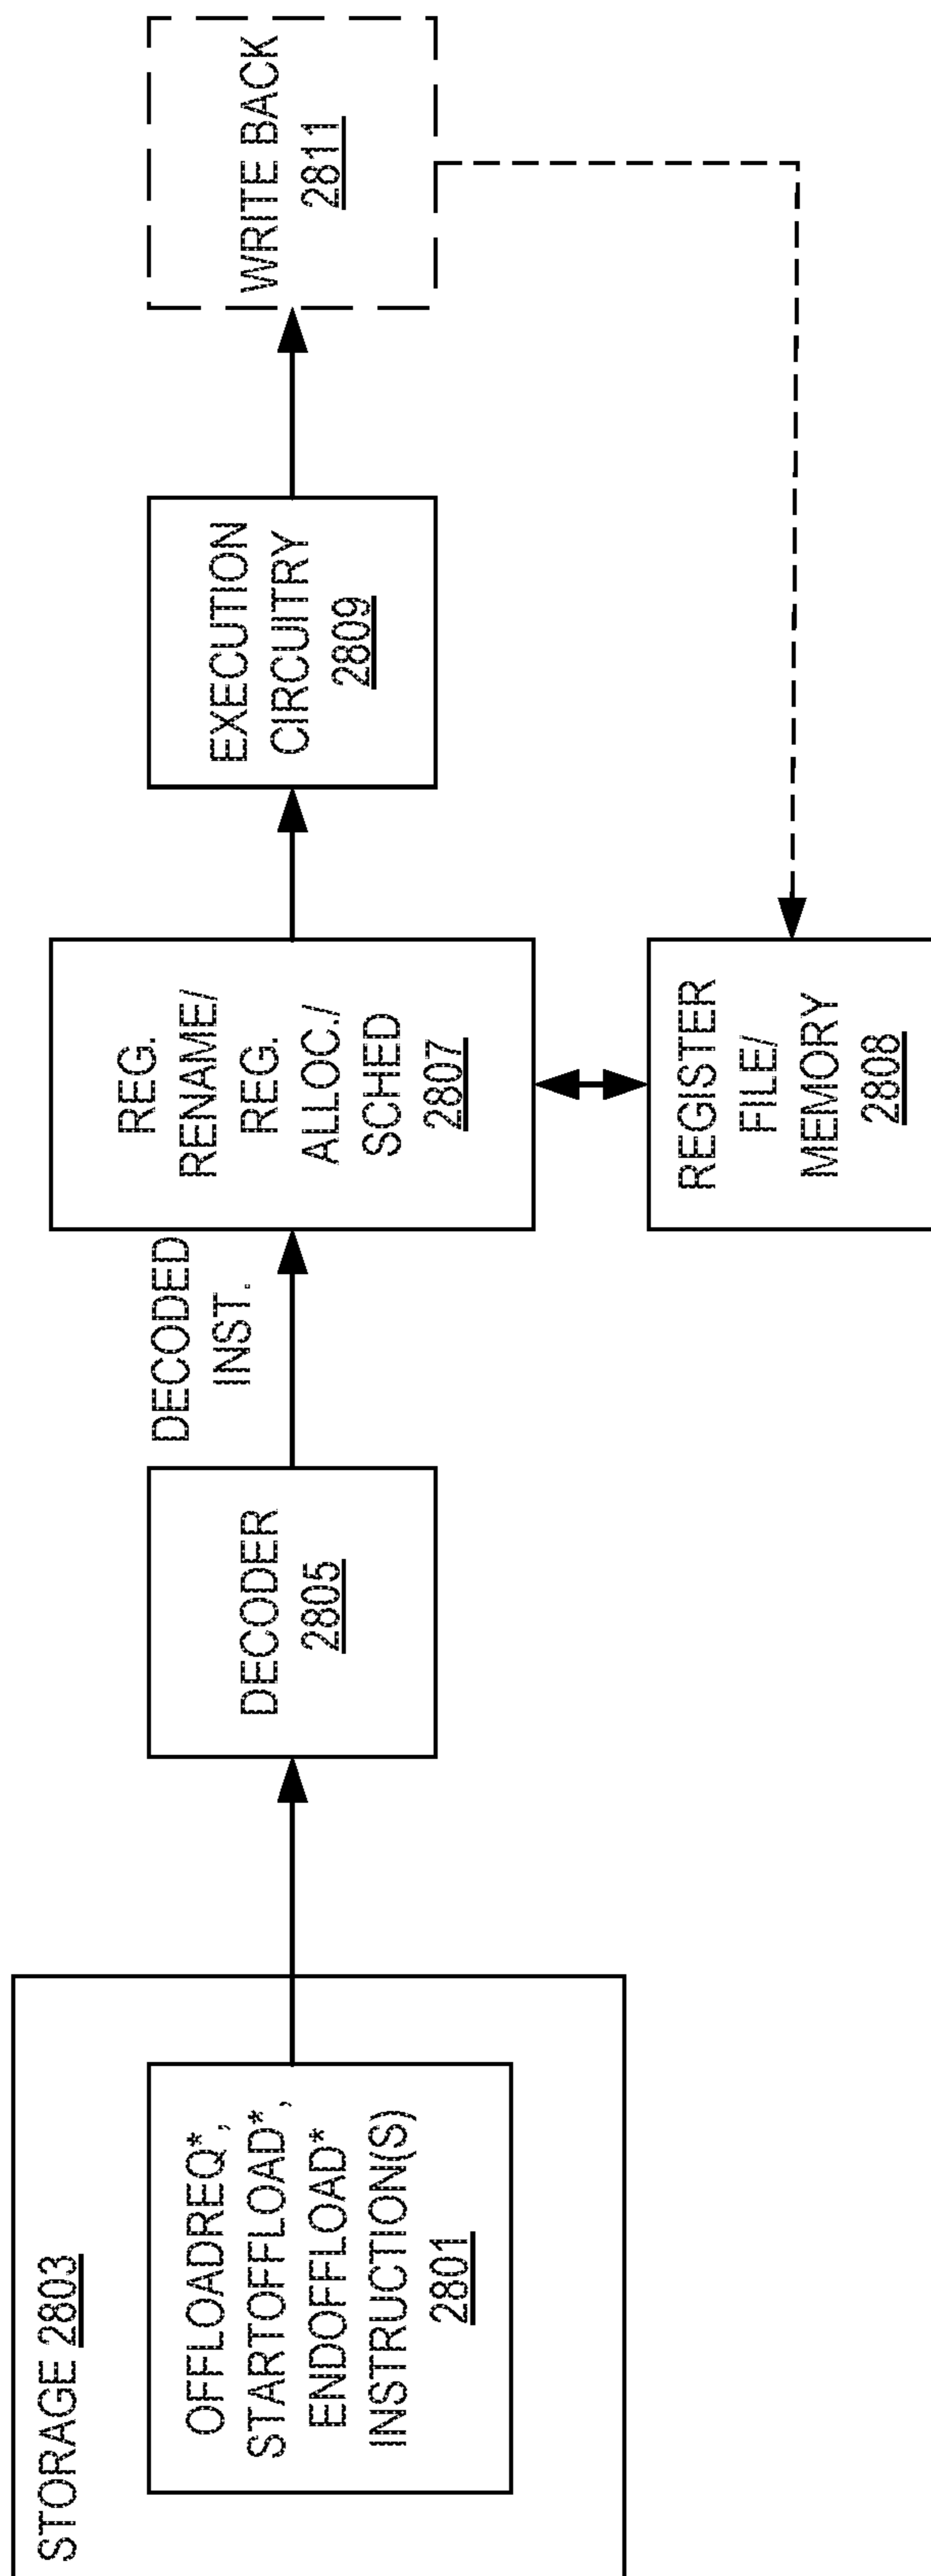 STORAGE 2803
OFFLOADREQ*,
STARTOFFLOAD*,
ENDOFFLOAD*
INSTRUCTION(S)
2801
DECODER
2805
DECODED
INST.
REG.
RENAME/
REG.
ALLOC./
SCHED
2807
REGISTER
FILE/
MEMORY
2808
EXECUTION
CIRCUITRY
2809
WRITE BACK
2811